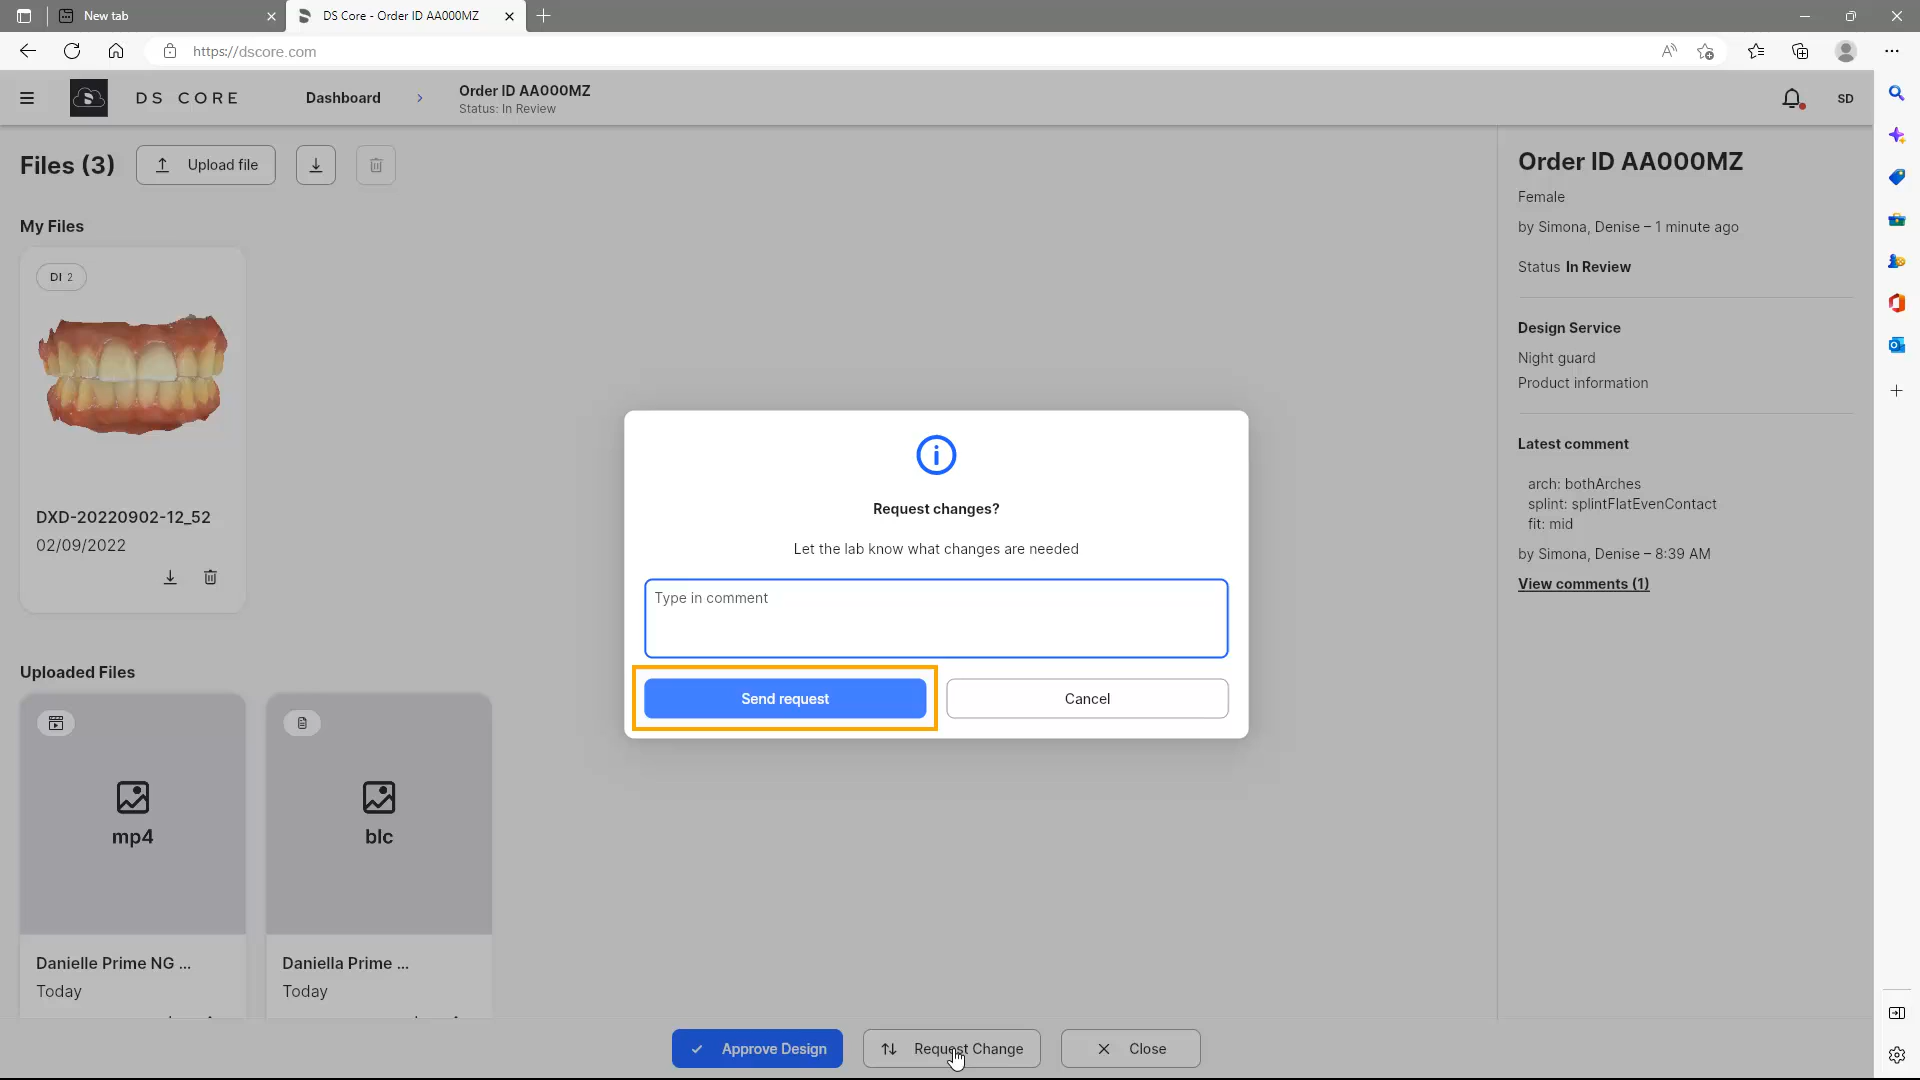 New tab
DS Core - Order ID AA000MZ
https://dscore.com
DS CORE
Dashboard
Order ID AA000MZ
Status: In Review
SD
Files (3)
Upload file
My Files
DI 2
DXD-20220902-12_52
02/09/2022
Uploaded Files
mp4
Danielle Prime NG ...
Today
blc
Daniella Prime ...
Today
Request changes?
Let the lab know what changes are needed
Type in comment
Send request
Cancel
Order ID AA000MZ
Female
by Simona, Denise – 1 minute ago
Status In Review
Design Service
Night guard
Product information
Latest comment
arch: bothArches
splint: splintFlatEvenContact
fit: mid
by Simona, Denise – 8:39 AM
View comments (1)
Approve Design
Request Change
Close